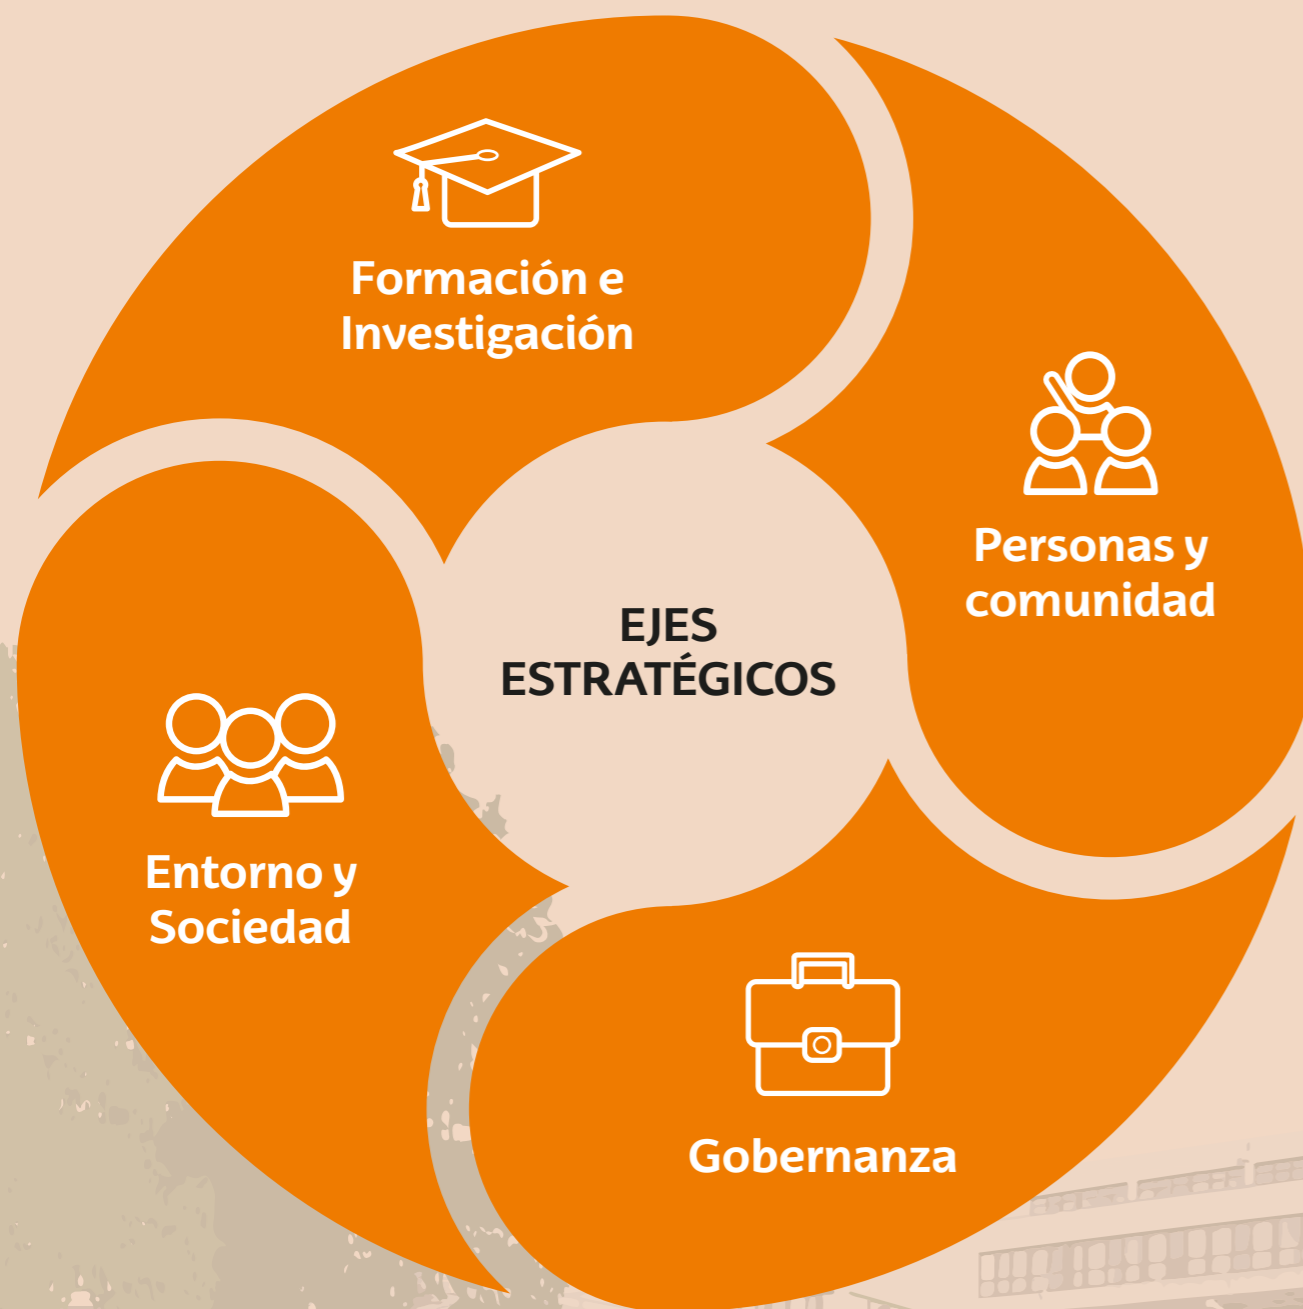 Formación e
Investigación
Personas y
comunidad
EJES
ESTRATÉGICOS
Entorno y
Sociedad
Gobernanza